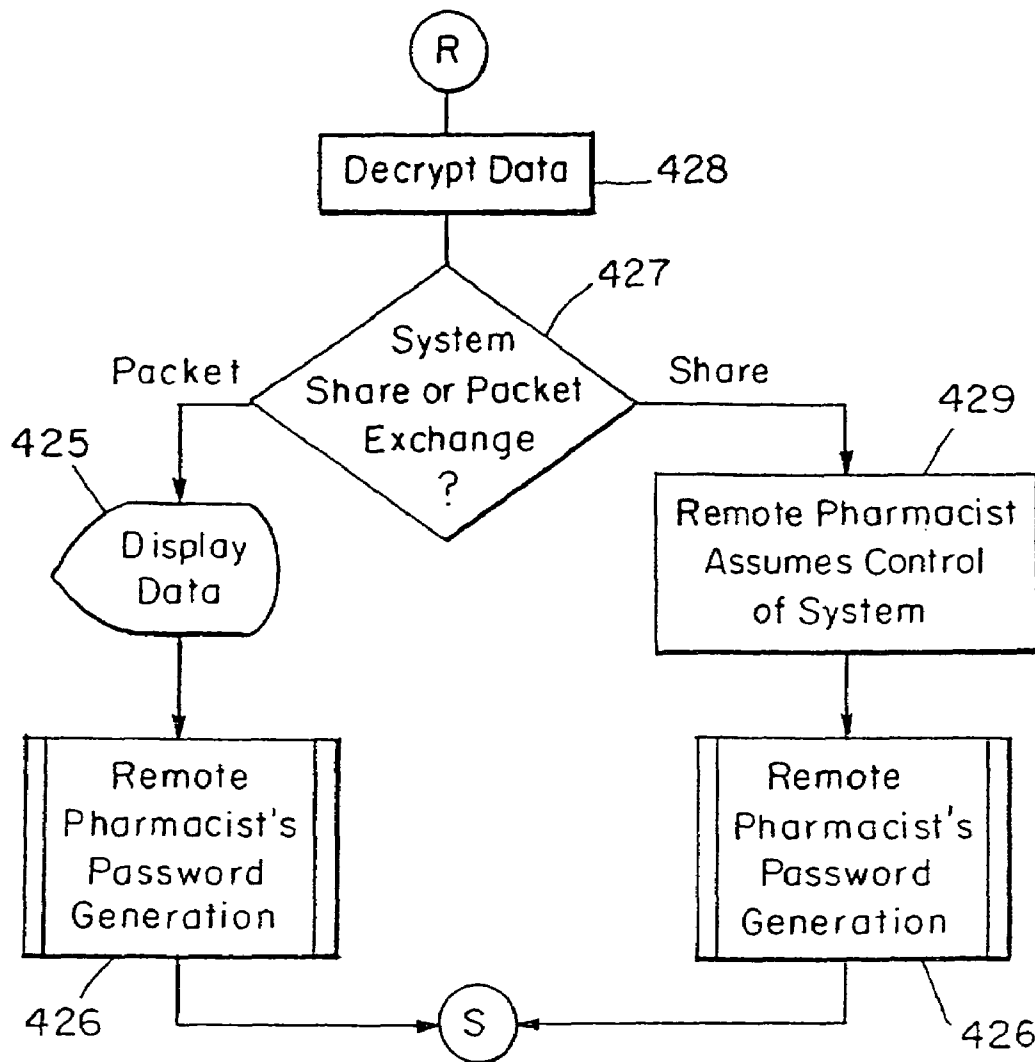 R
Decrypt Data
428
427
System
Share or Packet
Exchange
?
Packet
Share
425
429
Display
Data
Remote Pharmacist
Assumes Control
of System
Remote
Pharmacist's
Password
Generation
426
Remote
Pharmacist's
Password
Generation
426
S